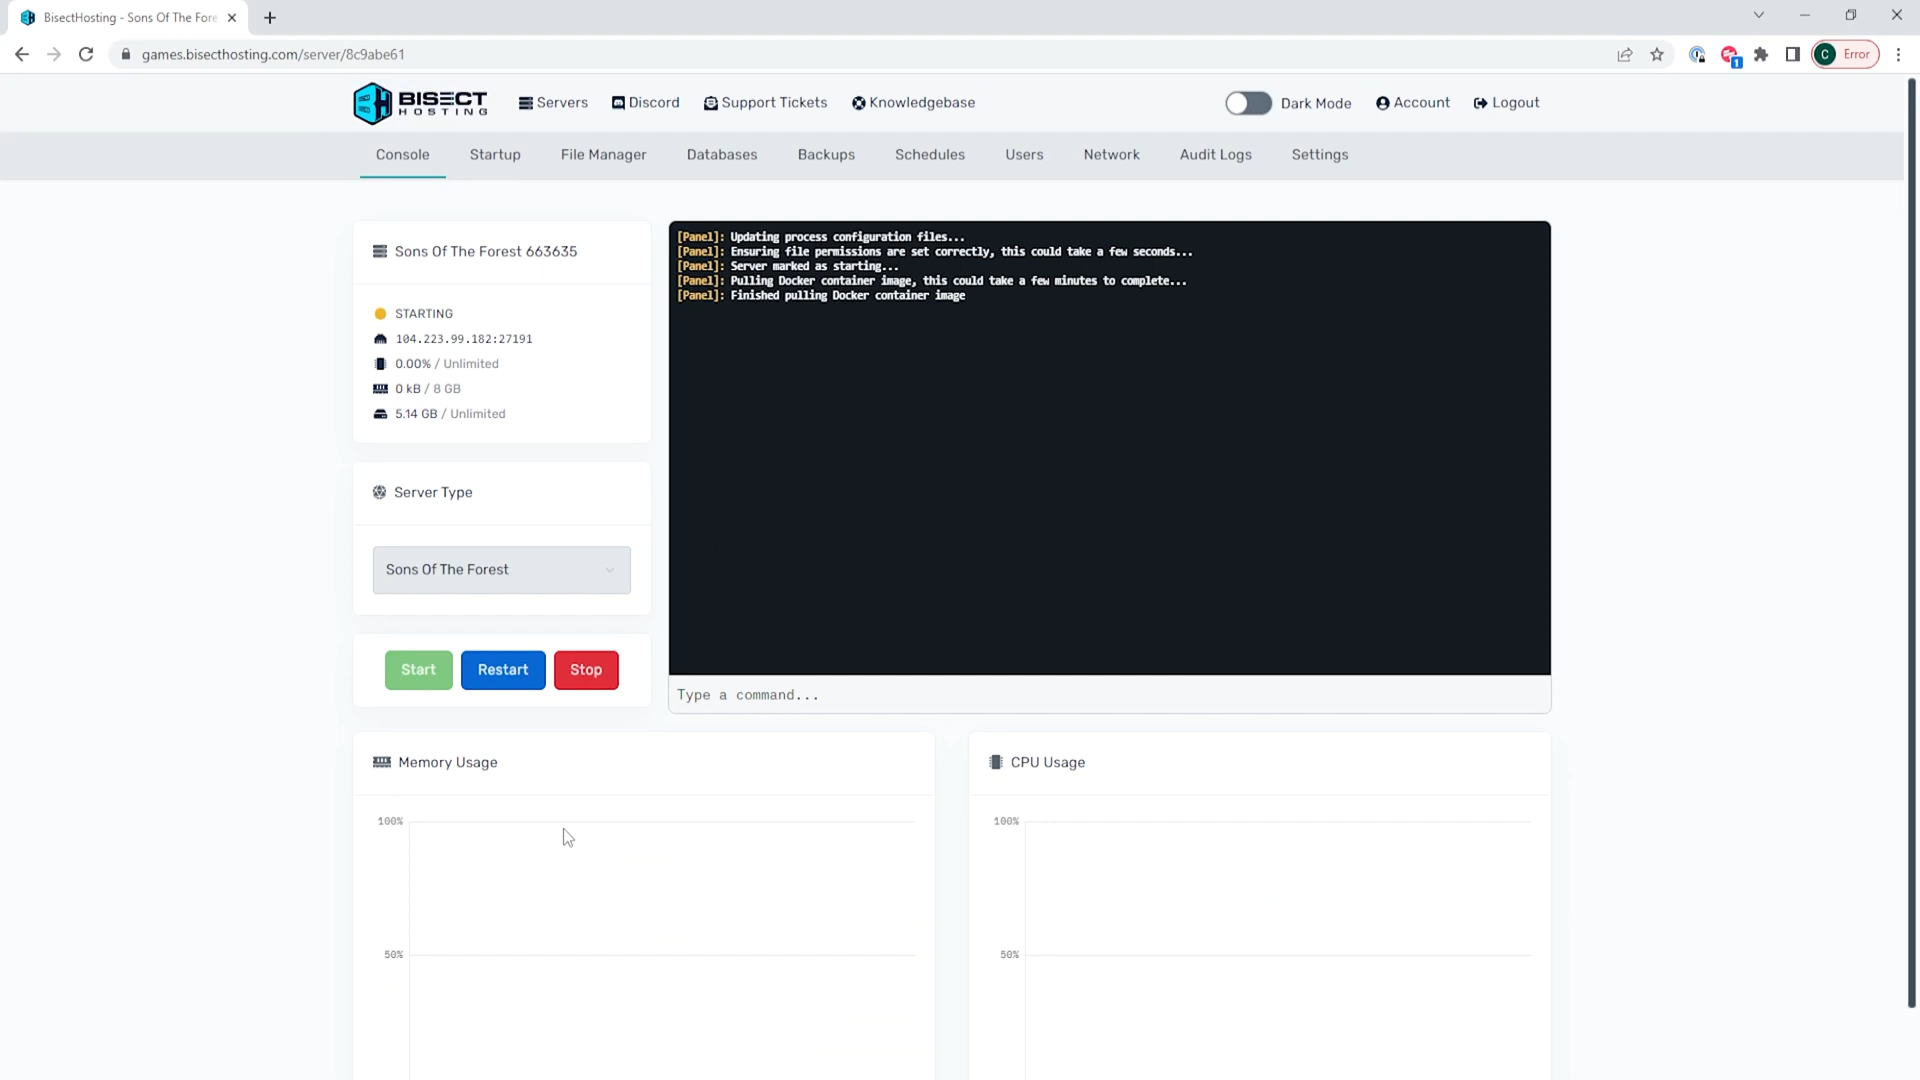 BisectHosting - Sons Of The Fore
games.bisecthosting.com/server/8c9abe61
1
C Error
BISECT
HOSTING
Servers Discord Support Tickets Knowledgebase Dark Mode Account Logout
Console Startup File Manager Databases Backups Schedules Users Network Audit Logs Settings
Sons Of The Forest 663635
STARTING
104.223.99.182:27191
0.00% / Unlimited
0 kB / 8 GB
5.14 GB / Unlimited
Server Type
Sons Of The Forest
Start Restart Stop
[Panel]: Updating process configuration files...
[Panel]: Ensuring file permissions are set correctly, this could take a few seconds...
[Panel]: Server marked as starting...
[Panel]: Pulling Docker container image, this could take a few minutes to complete...
[Panel]: Finished pulling Docker container image
Type a command...
Memory Usage
100%
50%
CPU Usage
100%
50%